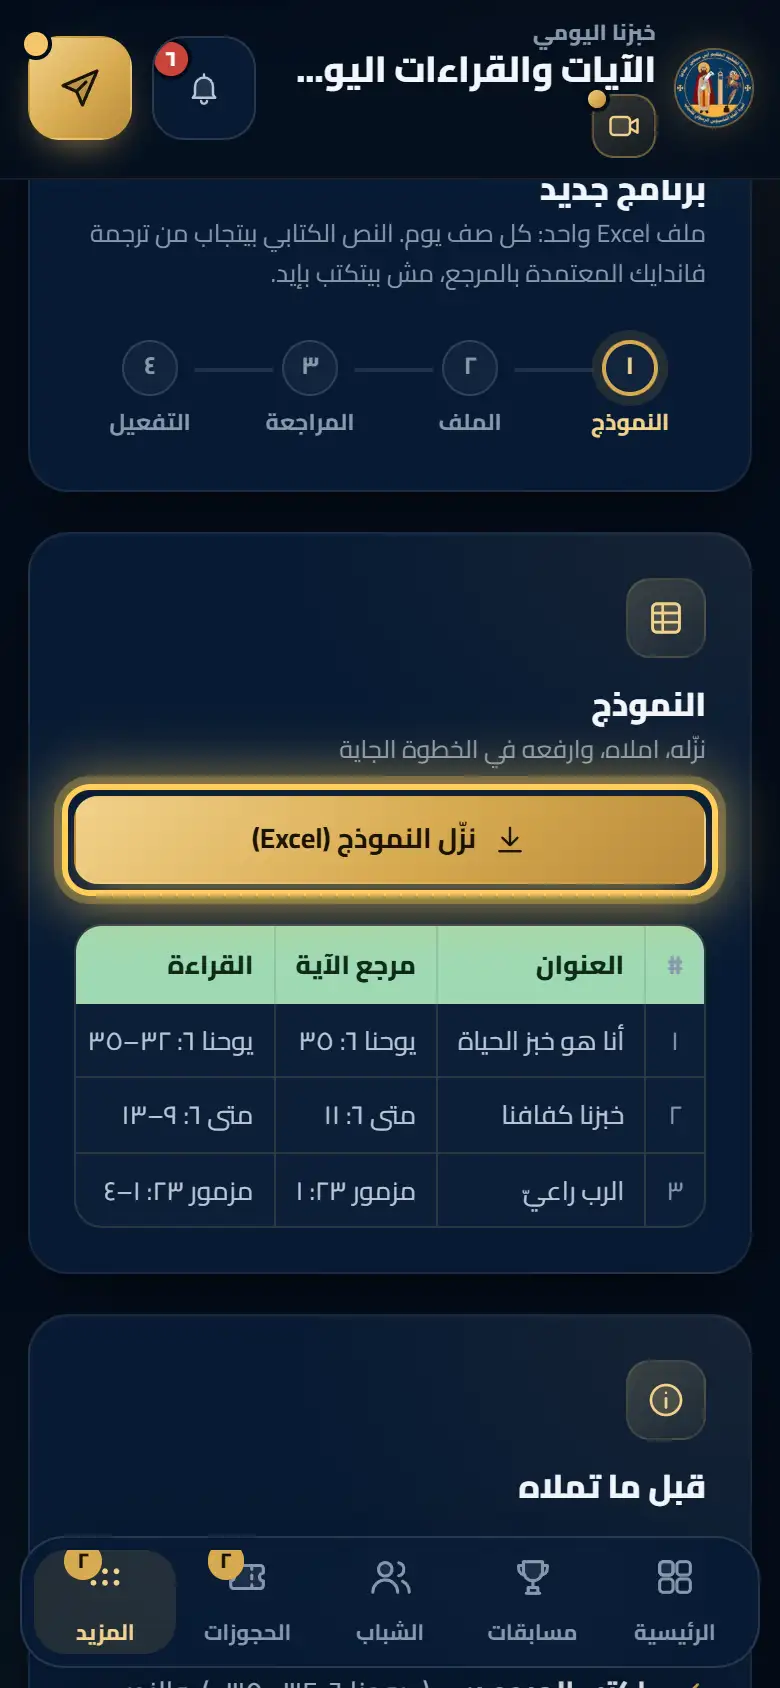 خبزنا اليومي
الآيات والقراءات اليو...
٦
برنامج جديد
ملف Excel واحد: كل صف يوم. النص الكتابي بيتجاب من ترجمة
فاندايك المعتمدة بالمرجع، مش بيتكتب بإيد.
١ ٢ ٣ ٤
النموذج الملف المراجعة التفعيل
النموذج
نزّله، املاه، وارفعه في الخطوة الجاية
نزّل النموذج (Excel)
# العنوان مرجع الآية القراءة
١ أنا هو خبز الحياة يوحنا ٦: ٣٥ يوحنا ٦: ٣٢–٣٥
٢ خبزنا كفافنا متى ٦: ١١ متى ٦: ٩–١٣
٣ الرب راعيّ مزمور ٢٣: ١ مزمور ٢٣: ١–٤
قبل ما تملاه
٢ ٢
الرئيسية مسابقات الشباب الحجوزات المزيد